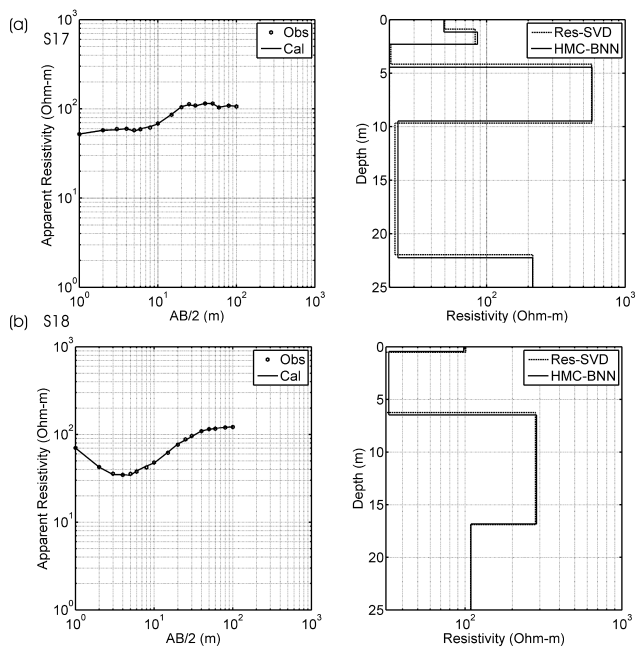 (a) S17
Apparent Resistivity (Ohm-m)
10^3
10^2
10^1
10^0
10^0 10^1 10^2 10^3
AB/2 (m)
Obs
Cal
Depth (m)
0
5
10
15
20
25
10^2 10^3
Resistivity (Ohm-m)
Res-SVD
HMC-BNN
(b) S18
Apparent Resistivity (Ohm-m)
10^3
10^2
10^1
10^0
10^0 10^1 10^2 10^3
AB/2 (m)
Obs
Cal
Depth (m)
0
5
10
15
20
25
10^2 10^3
Resistivity (Ohm-m)
Res-SVD
HMC-BNN